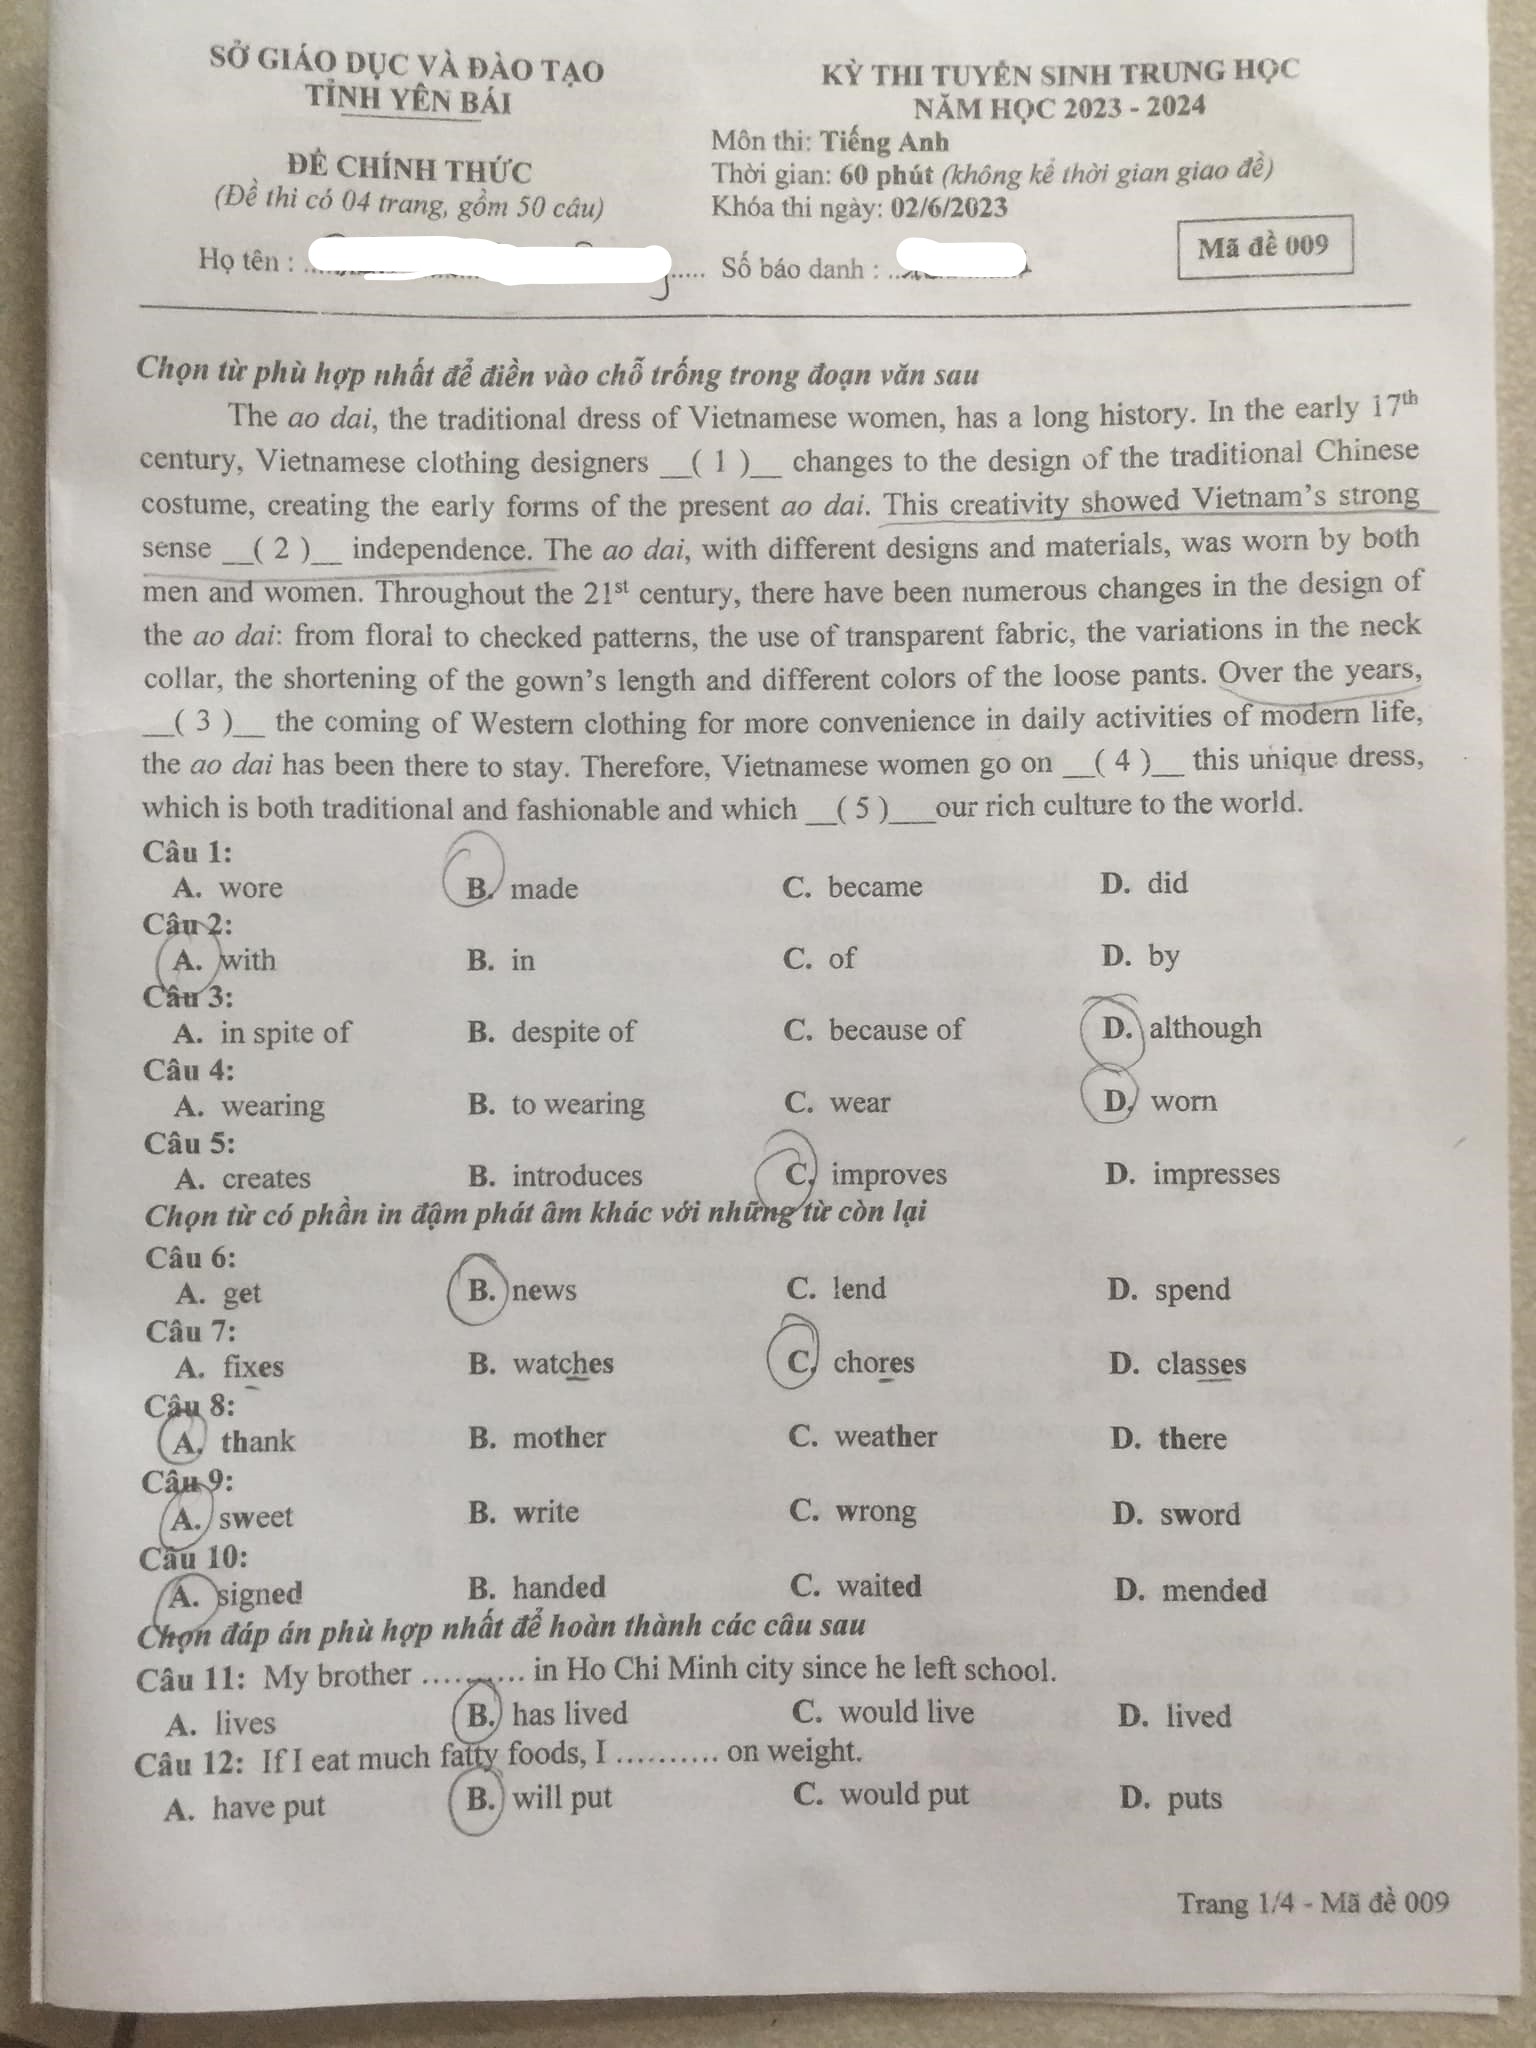 SỞ GIÁO DỤC VÀ ĐÀO TẠO
TỈNH YÊN BÁI
ĐỀ CHÍNH THỨC
(Đề thi có 04 trang, gồm 50 câu)
KỲ THI TUYỂN SINH TRUNG HỌC
NĂM HỌC 2023 - 2024
Môn thi: Tiếng Anh
Thời gian: 60 phút (không kể thời gian giao đề)
Khóa thi ngày: 02/6/2023
Mã đề 009
Họ tên : Số báo danh :
Chọn từ phù hợp nhất để điền vào chỗ trống trong đoạn văn sau
The ao dai, the traditional dress of Vietnamese women, has a long history. In the early 17th
century, Vietnamese clothing designers __( 1 )__ changes to the design of the traditional Chinese
costume, creating the early forms of the present ao dai. This creativity showed Vietnam's strong
sense __( 2 )__ independence. The ao dai, with different designs and materials, was worn by both
men and women. Throughout the 21st century, there have been numerous changes in the design of
the ao dai: from floral to checked patterns, the use of transparent fabric, the variations in the neck
collar, the shortening of the gown's length and different colors of the loose pants. Over the years,
__( 3 )__ the coming of Western clothing for more convenience in daily activities of modern life,
the ao dai has been there to stay. Therefore, Vietnamese women go on __( 4 )__ this unique dress,
which is both traditional and fashionable and which __( 5 )___our rich culture to the world.
Câu 1:
A. wore B. made C. became D. did
Câu 2:
A. with B. in C. of D. by
Câu 3:
A. in spite of B. despite of C. because of D. although
Câu 4:
A. wearing B. to wearing C. wear D. worn
Câu 5:
A. creates B. introduces C. improves D. impresses
Chọn từ có phần in đậm phát âm khác với những từ còn lại
Câu 6:
A. get B. news C. lend D. spend
Câu 7:
A. fixes B. watches C. chores D. classes
Câu 8:
A. thank B. mother C. weather D. there
Câu 9:
A. sweet B. write C. wrong D. sword
Câu 10:
A. signed B. handed C. waited D. mended
Chọn đáp án phù hợp nhất để hoàn thành các câu sau
Câu 11: My brother .......... in Ho Chi Minh city since he left school.
A. lives B. has lived C. would live D. lived
Câu 12: If I eat much fatty foods, I .......... on weight.
A. have put B. will put C. would put D. puts
Trang 1/4 - Mã đề 009